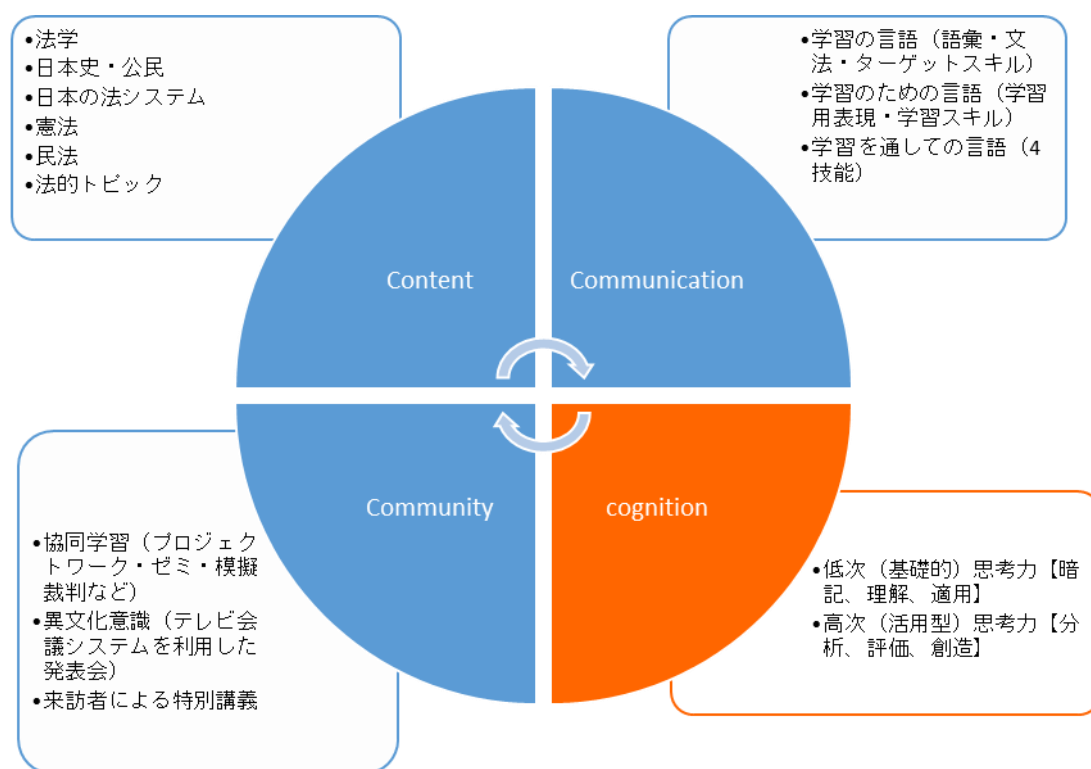 •法学
•日本史・公民
•日本の法システム
•憲法
•民法
•法的トピック
•学習の言語（語彙・文
法・ターゲットスキル）
•学習のための言語（学習
用表現・学習スキル）
•学習を通しての言語（4
技能）
Content
Communication
Community
cognition
•協同学習（プロジェク
トワーク・ゼミ・模擬
裁判など）
•異文化意識（テレビ会
議システムを利用した
発表会）
•来訪者による特別講義
•低次（基礎的）思考力【暗
記、理解、適用】
•高次（活用型）思考力【分
析、評価、創造】